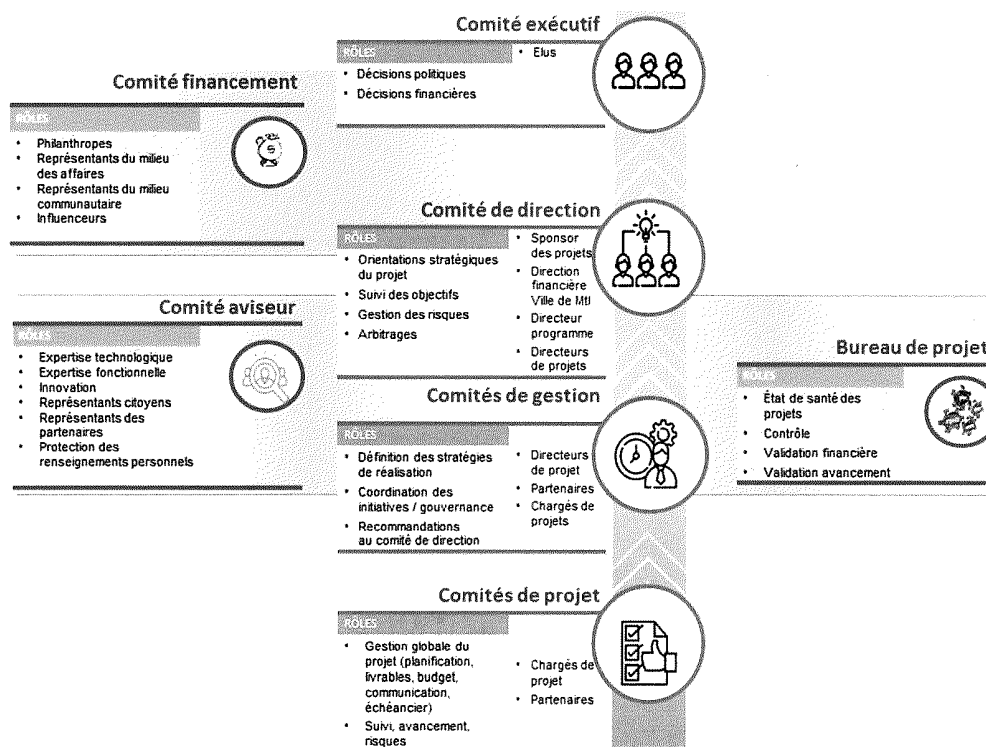 Comité exécutif
RÔLES
• Décisions politiques
• Décisions financières
• Elus
Comité financement
RÔLES
• Philanthropes
• Représentants du milieu
des affaires
• Représentants du milieu
communautaire
• Influenceurs
Comité de direction
RÔLES
• Orientations stratégiques
du projet
• Suivi des objectifs
• Gestion des risques
• Arbitrages
• Sponsor
des projets
• Direction
financière
Ville de Mtl
• Directeur
programme
• Directeurs
de projets
Comité aviseur
RÔLES
• Expertise technologique
• Expertise fonctionnelle
• Innovation
• Représentants citoyens
• Représentants des
partenaires
• Protection des
renseignements personnels
Bureau de projet
RÔLES
• État de santé des
projets
• Contrôle
• Validation financière
• Validation avancement
Comités de gestion
RÔLES
• Définition des stratégies
de réalisation
• Coordination des
initiatives / gouvernance
• Recommandations
au comité de direction
• Directeurs
de projet
• Partenaires
• Chargés de
projets
Comités de projet
RÔLES
• Gestion globale du
projet (planification,
livrables, budget,
communication,
échéancier)
• Suivi, avancement,
risques
• Chargés de
projet
• Partenaires